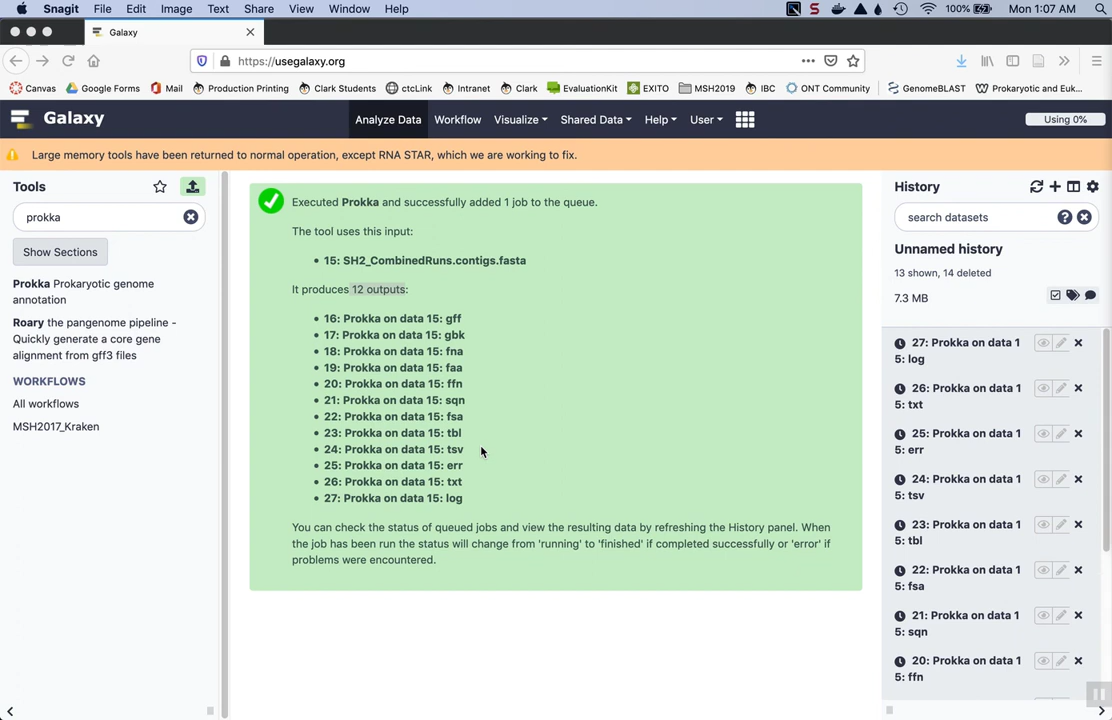 Snagit File Edit Image Text Share View Window Help 100% Mon 1:07 AM
Galaxy
https://usegalaxy.org
Canvas Google Forms Mail Production Printing Clark Students ctcLink Intranet Clark EvaluationKit EXITO MSH2019 IBC ONT Community GenomeBLAST Prokaryotic and Euk...
Galaxy Analyze Data Workflow Visualize Shared Data Help User Using 0%
Large memory tools have been returned to normal operation, except RNA STAR, which we are working to fix.
Tools
prokka
Show Sections
Prokka Prokaryotic genome
annotation
Roary the pangenome pipeline -
Quickly generate a core gene
alignment from gff3 files
WORKFLOWS
All workflows
MSH2017_Kraken
Executed Prokka and successfully added 1 job to the queue.
The tool uses this input:
• 15: SH2_CombinedRuns.contigs.fasta
It produces 12 outputs:
• 16: Prokka on data 15: gff
• 17: Prokka on data 15: gbk
• 18: Prokka on data 15: fna
• 19: Prokka on data 15: faa
• 20: Prokka on data 15: ffn
• 21: Prokka on data 15: sqn
• 22: Prokka on data 15: fsa
• 23: Prokka on data 15: tbl
• 24: Prokka on data 15: tsv
• 25: Prokka on data 15: err
• 26: Prokka on data 15: txt
• 27: Prokka on data 15: log
You can check the status of queued jobs and view the resulting data by refreshing the History panel. When
the job has been run the status will change from 'running' to 'finished' if completed successfully or 'error' if
problems were encountered.
History
search datasets
Unnamed history
13 shown, 14 deleted
7.3 MB
27: Prokka on data 1
5: log
26: Prokka on data 1
5: txt
25: Prokka on data 1
5: err
24: Prokka on data 1
5: tsv
23: Prokka on data 1
5: tbl
22: Prokka on data 1
5: fsa
21: Prokka on data 1
5: sqn
20: Prokka on data 1
5: ffn